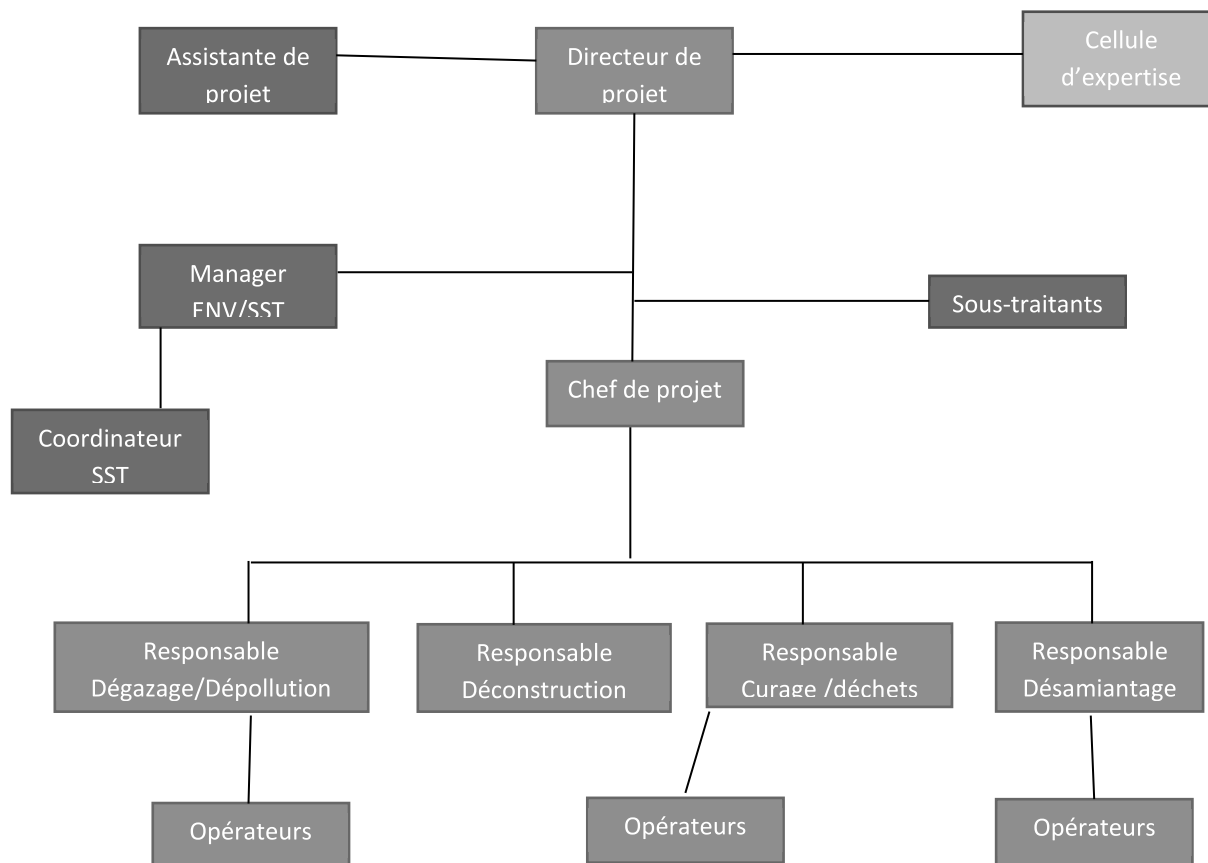 Assistante de
projet
Directeur de
projet
Cellule
d’expertise
Manager
ENV/SST
Sous-traitants
Chef de projet
Coordinateur
SST
Responsable
Dégazage/Dépollution
Responsable
Déconstruction
Responsable
Curage /déchets
Responsable
Désamiantage
Opérateurs
Opérateurs
Opérateurs